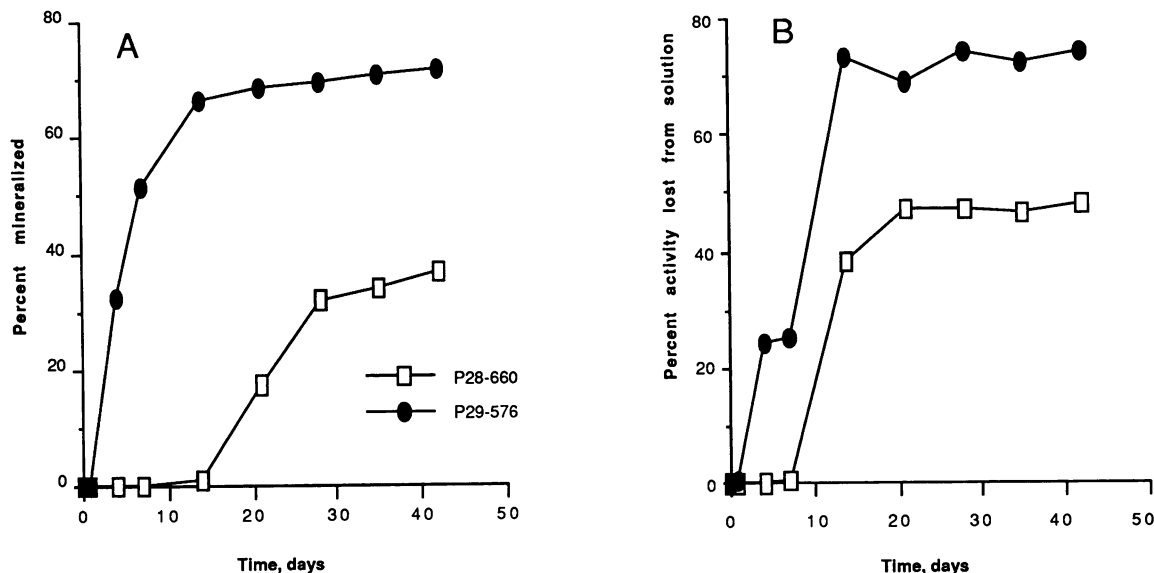 A
Percent mineralized
80
60
40
20
0
0 10 20 30 40 50
Time, days
P28-660
P29-576
B
Percent activity lost from solution
80
60
40
20
0
0 10 20 30 40 50
Time, days